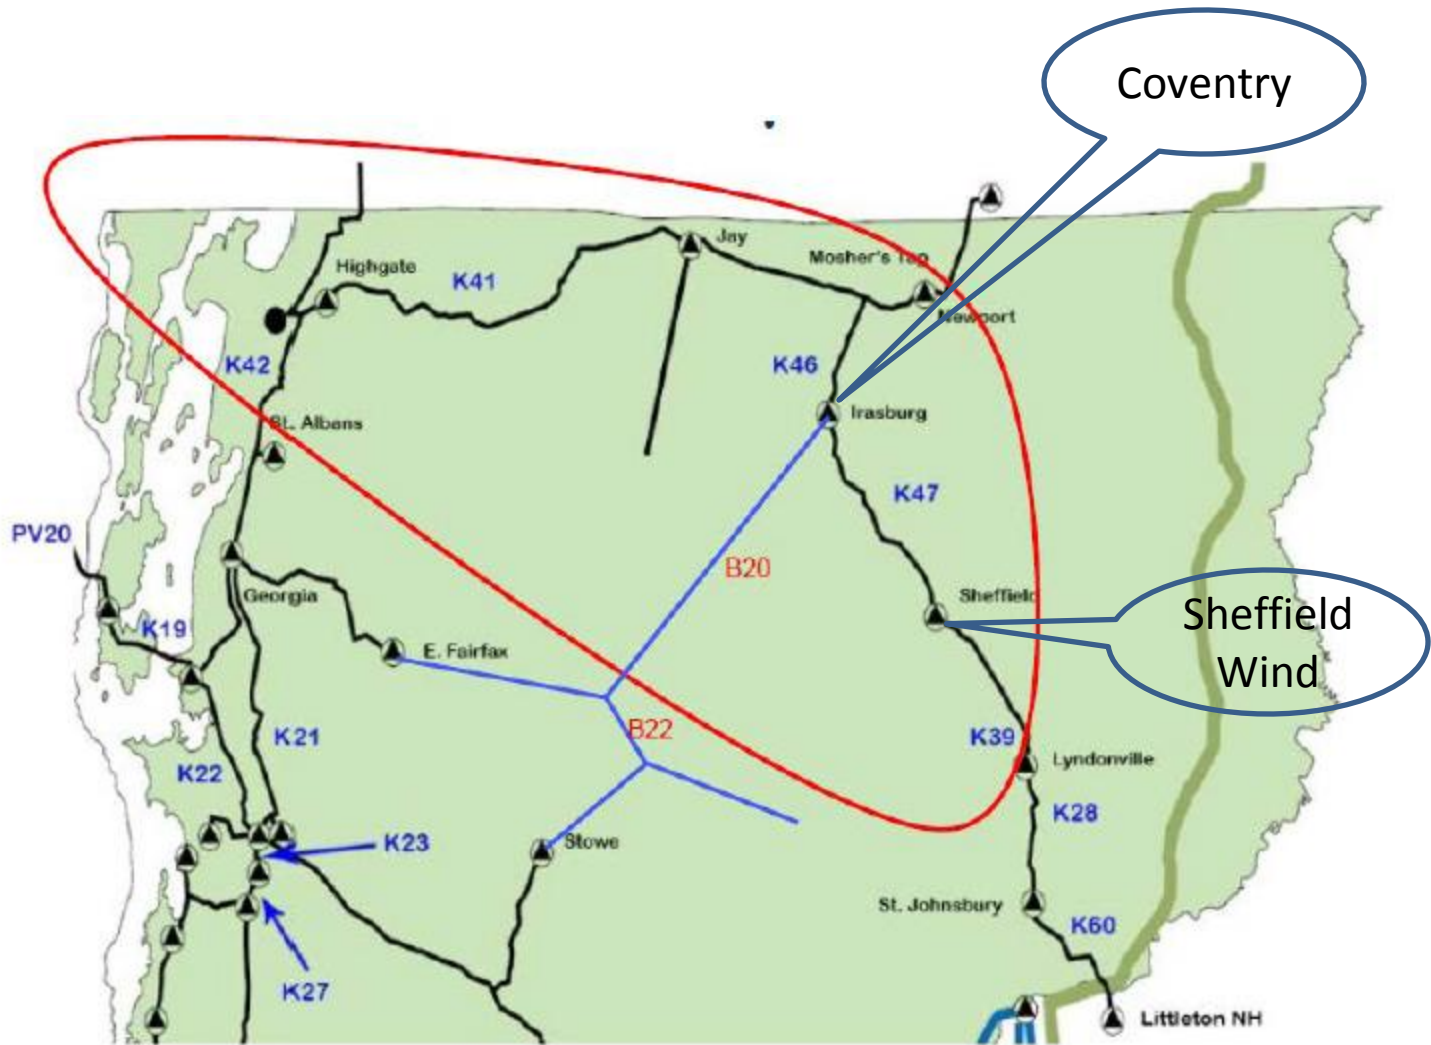 Coventry
Jay
Mosher's Tap
Highgate
K41
Newport
K42
K46
St. Albans
Irasburg
K47
PV20
B20
Georgia
Sheffield
Sheffield
Wind
K19
E. Fairfax
B22
K21
K39
Lyndonville
K22
K28
K23
Stowe
St. Johnsbury
K60
K27
Littleton NH